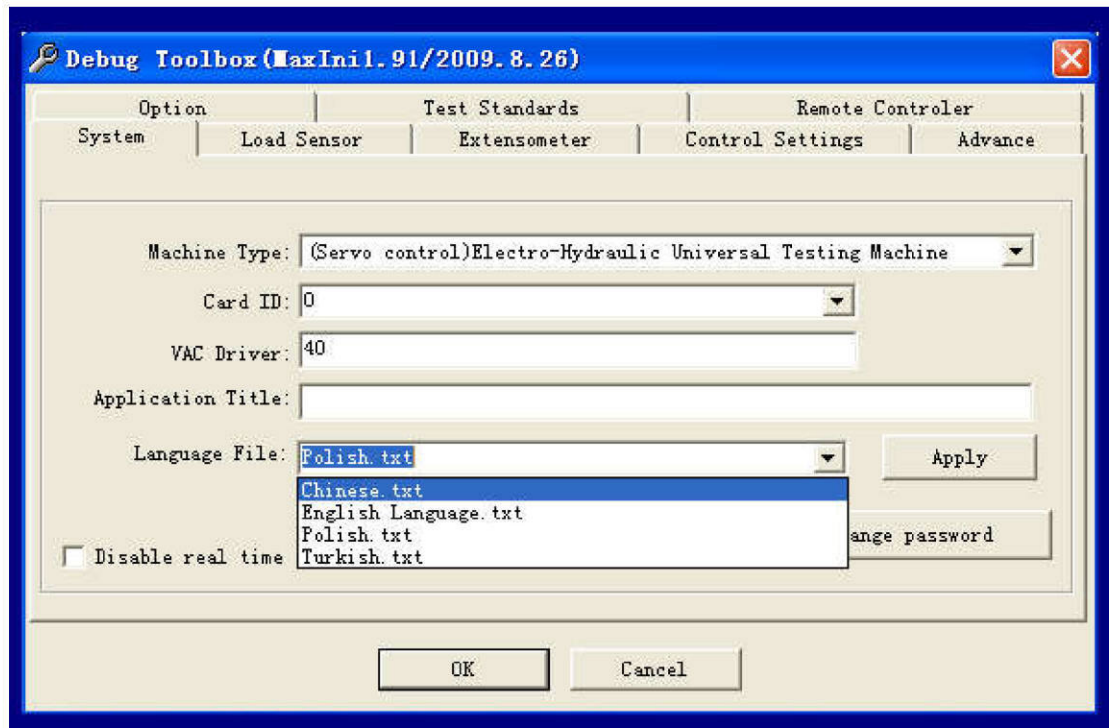 Debug Toolbox(MaxIni1.91/2009.8.26)
Option Test Standards Remote Controler
System Load Sensor Extensometer Control Settings Advance
Machine Type: (Servo control)Electro-Hydraulic Universal Testing Machine
Card ID: 0
VAC Driver: 40
Application Title:
Language File: Polish.txt Apply
Chinese.txt
English Language.txt
Polish.txt
Turkish.txt
ange password
Disable real time
OK Cancel